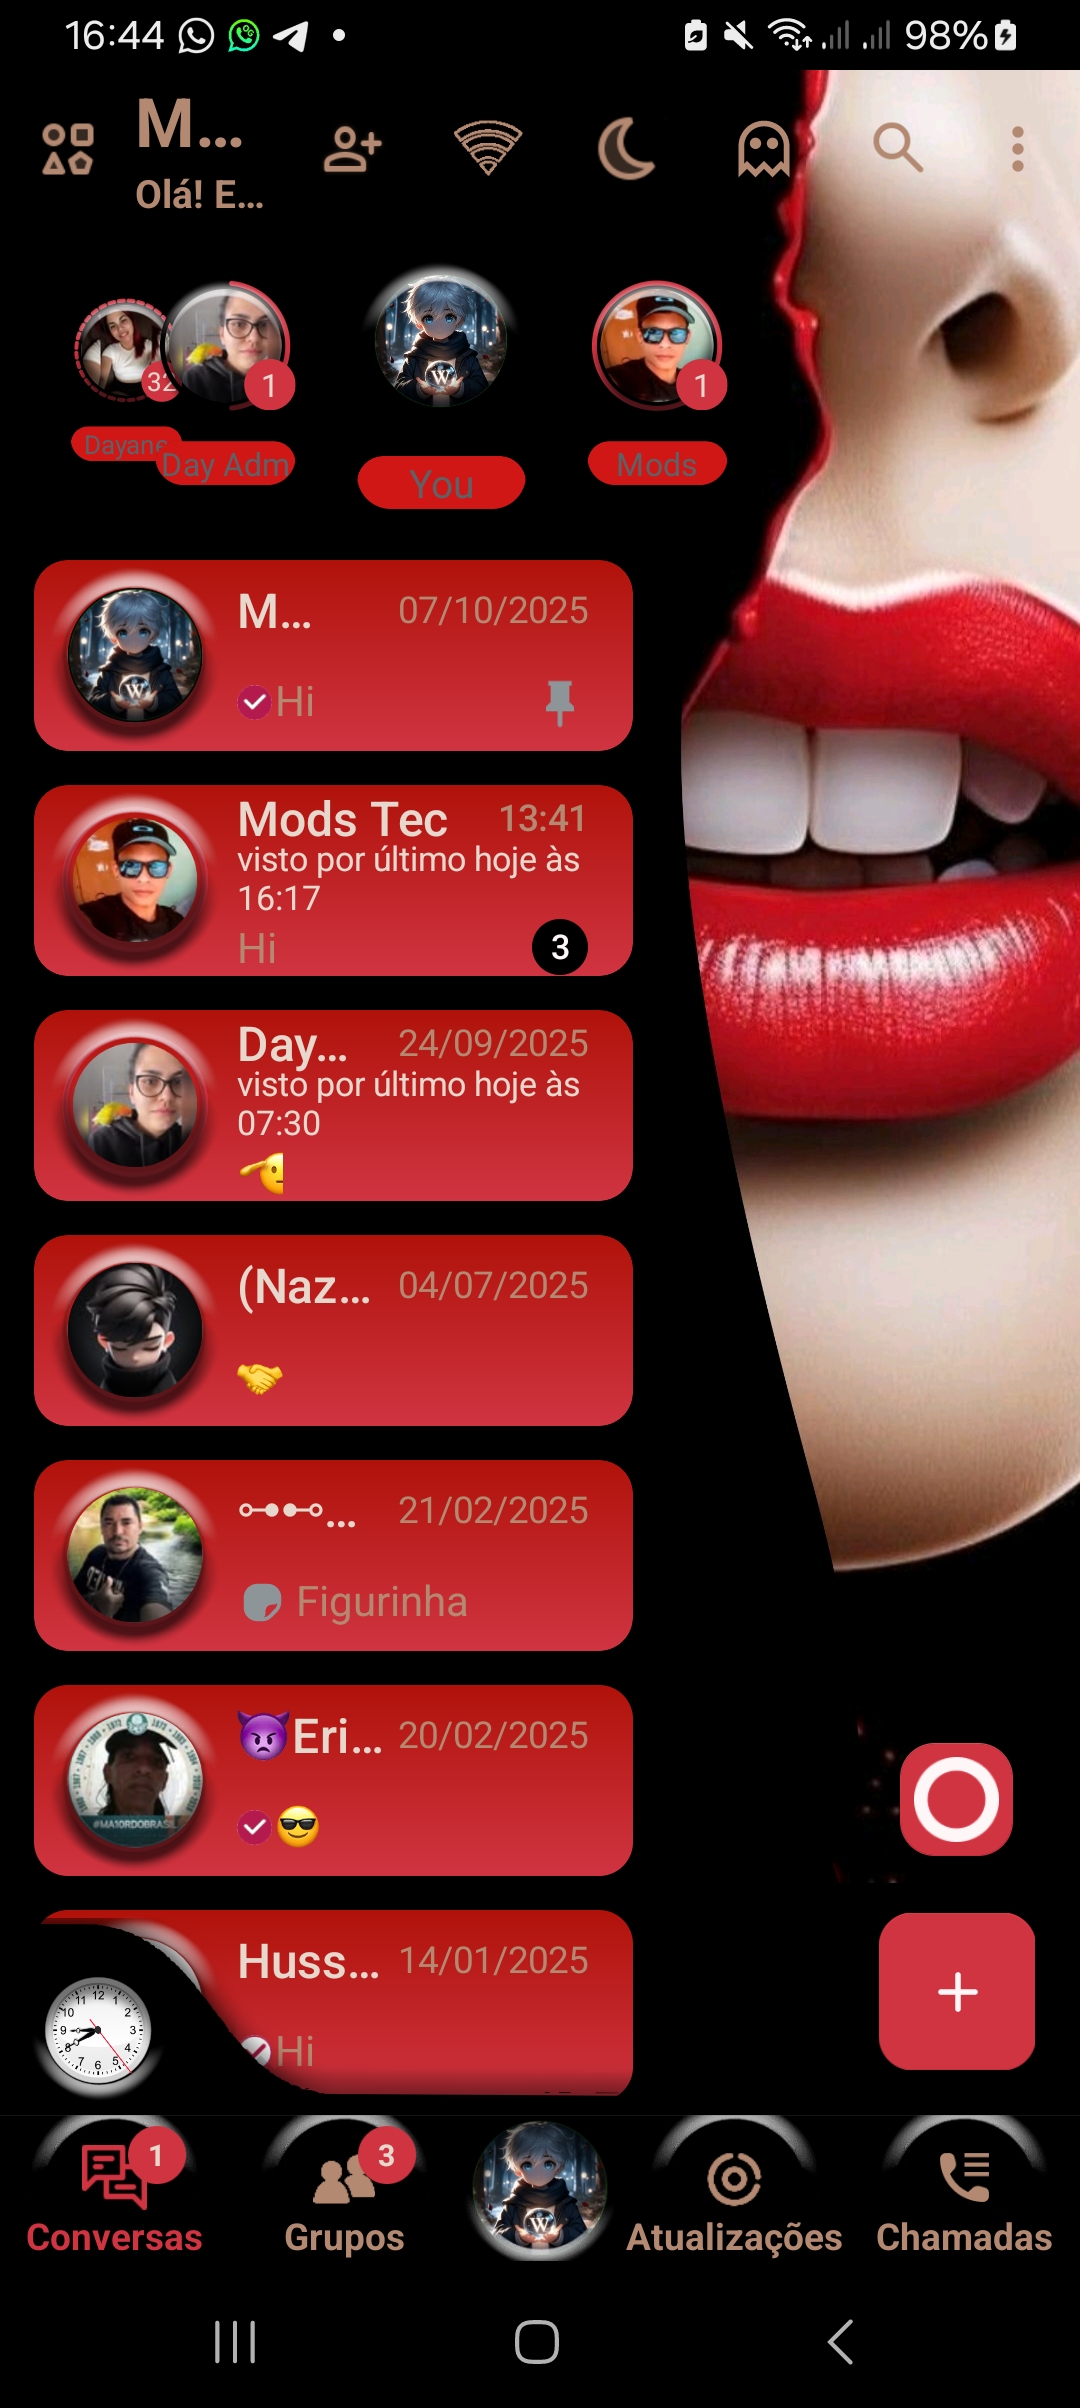 16:44
98%
M...
Olá! E...
32
1
1
Dayane
Day Adm
You
Mods
M...
07/10/2025
Hi
Mods Tec
13:41
visto por último hoje às
16:17
Hi
3
Day...
24/09/2025
visto por último hoje às
07:30
(Naz...
04/07/2025
...
21/02/2025
Figurinha
Eri...
20/02/2025
#MA10RDOBRASIL
Huss...
14/01/2025
Hi
1
3
Conversas
Grupos
Atualizações
Chamadas